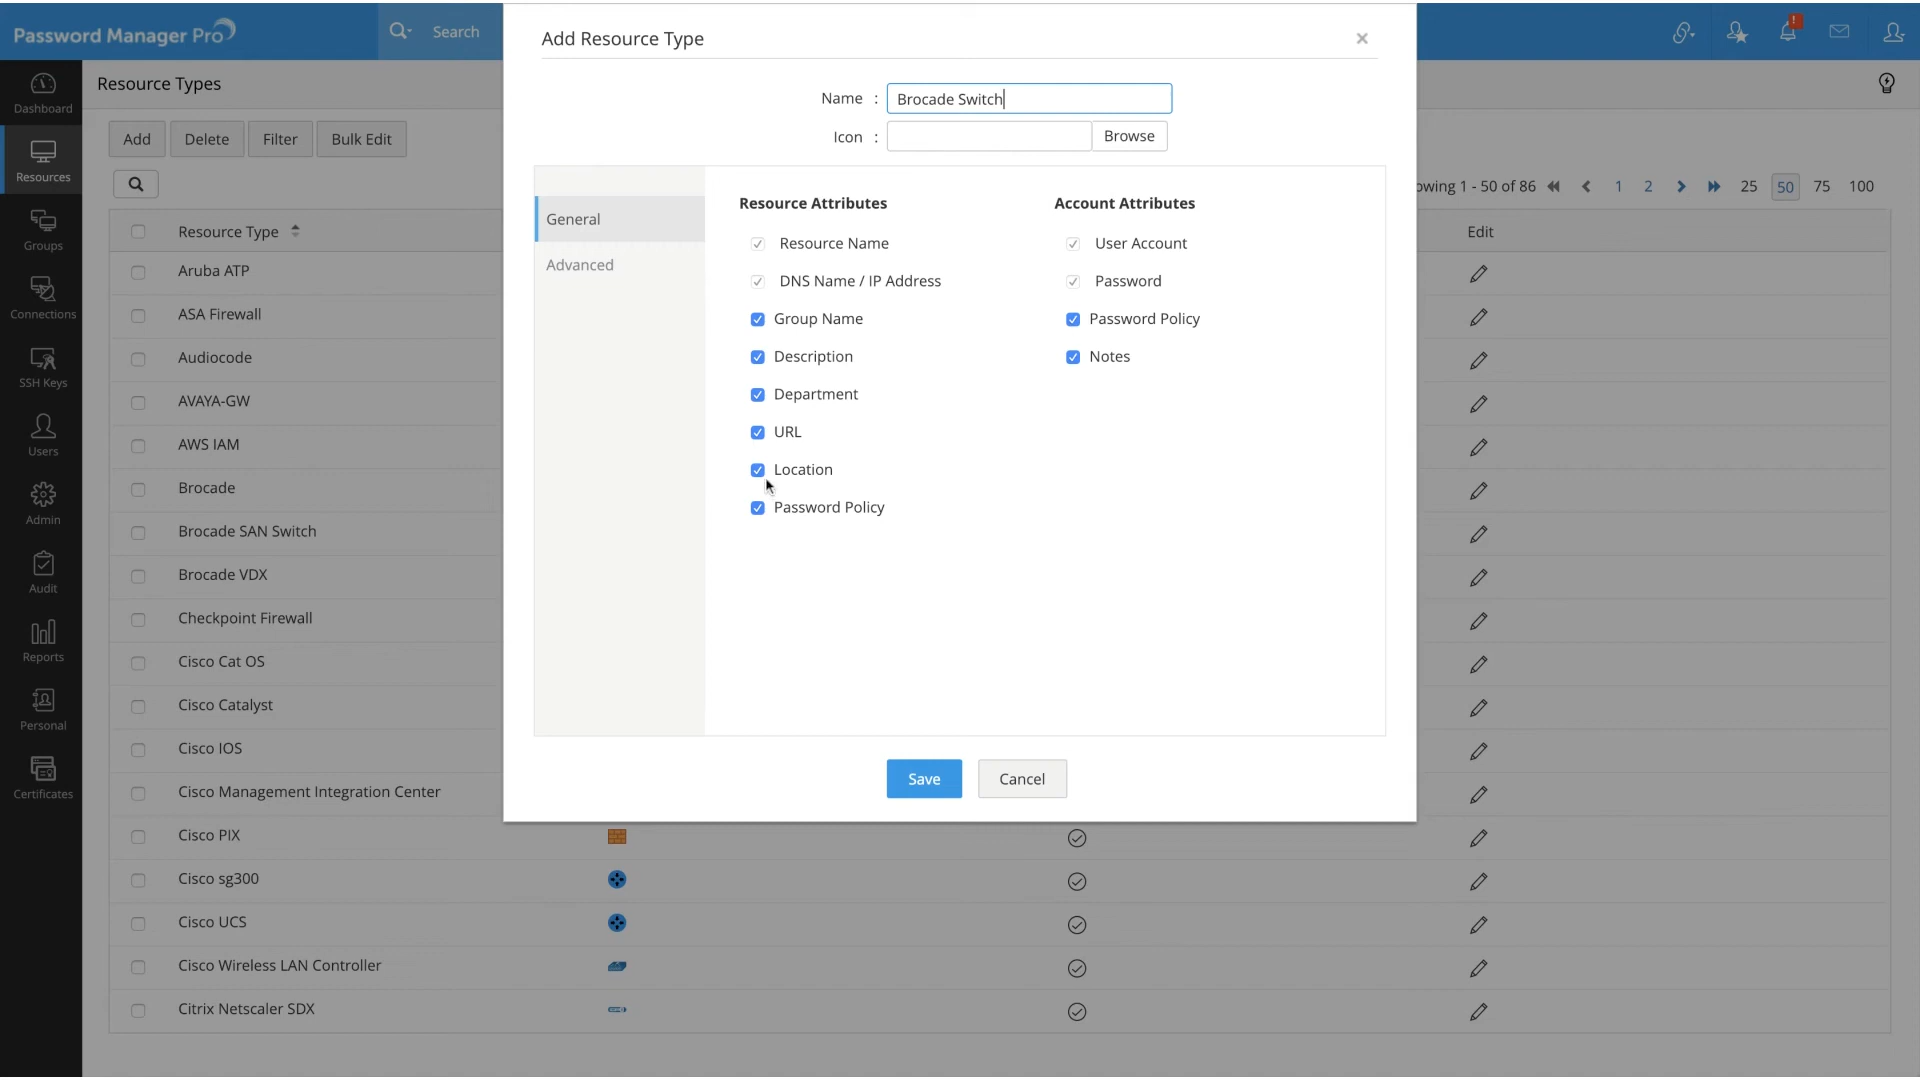 Password Manager Pro
Search
Add Resource Type
!
Dashboard
Resources
Groups
Connections
SSH Keys
Users
Admin
Audit
Reports
Personal
Certificates
Resource Types
Add
Delete
Filter
Bulk Edit
owing 1 - 50 of 86
1
2
25
50
75
100
Resource Type
Edit
Aruba ATP
ASA Firewall
Audiocode
AVAYA-GW
AWS IAM
Brocade
Brocade SAN Switch
Brocade VDX
Checkpoint Firewall
Cisco Cat OS
Cisco Catalyst
Cisco IOS
Cisco Management Integration Center
Cisco PIX
Cisco sg300
Cisco UCS
Cisco Wireless LAN Controller
Citrix Netscaler SDX
Name : Brocade Switch
Icon :
Browse
General
Advanced
Resource Attributes
Resource Name
DNS Name / IP Address
Group Name
Description
Department
URL
Location
Password Policy
Account Attributes
User Account
Password
Password Policy
Notes
Save
Cancel